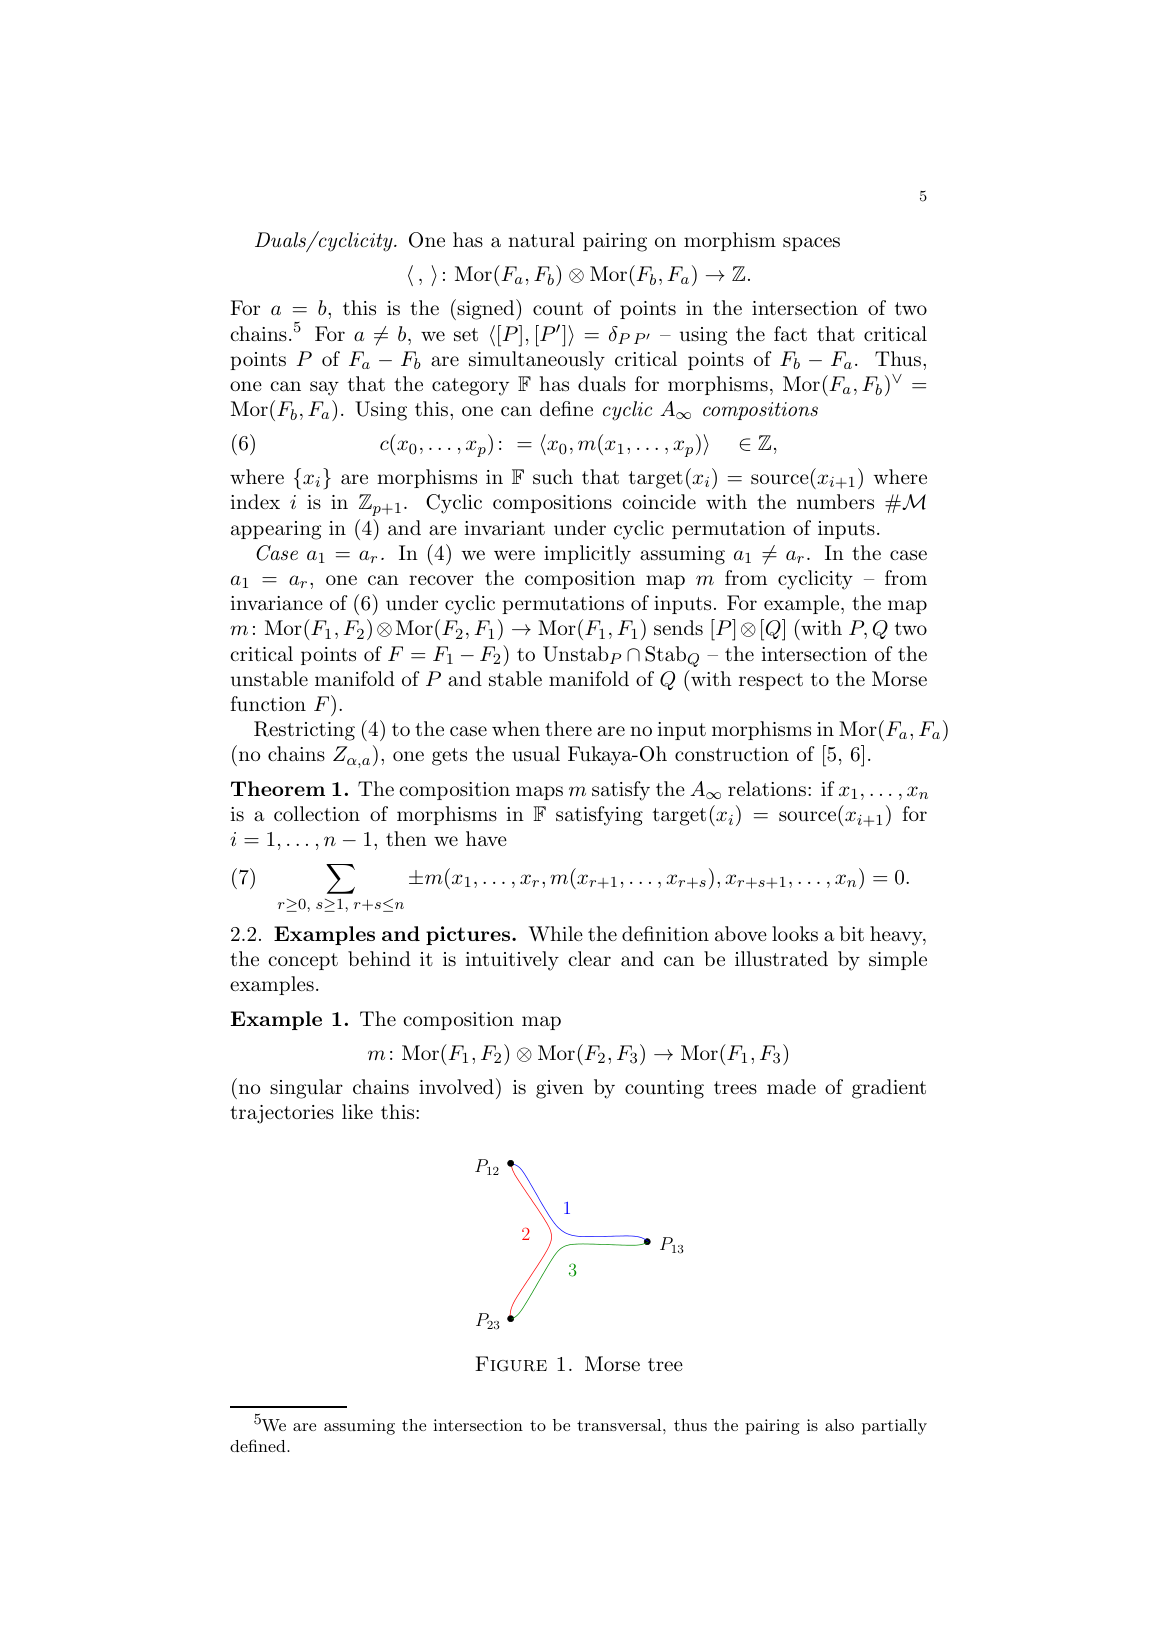 5
Duals/cyclicity. One has a natural pairing on morphism spaces
⟨ , ⟩: Mor(F_a, F_b) ⊗ Mor(F_b, F_a) → ℤ.
For a = b, this is the (signed) count of points in the intersection of two
chains.⁵ For a ≠ b, we set ⟨[P], [P′]⟩ = δ_{P P′} – using the fact that critical
points P of F_a − F_b are simultaneously critical points of F_b − F_a. Thus,
one can say that the category 𝔽 has duals for morphisms, Mor(F_a, F_b)^∨ =
Mor(F_b, F_a). Using this, one can define cyclic A_∞ compositions
(6) c(x_0, . . . , x_p): = ⟨x_0, m(x_1, . . . , x_p)⟩ ∈ ℤ,
where {x_i} are morphisms in 𝔽 such that target(x_i) = source(x_{i+1}) where
index i is in ℤ_{p+1}. Cyclic compositions coincide with the numbers #ℳ
appearing in (4) and are invariant under cyclic permutation of inputs.
Case a_1 = a_r. In (4) we were implicitly assuming a_1 ≠ a_r. In the case
a_1 = a_r, one can recover the composition map m from cyclicity – from
invariance of (6) under cyclic permutations of inputs. For example, the map
m: Mor(F_1, F_2)⊗Mor(F_2, F_1) → Mor(F_1, F_1) sends [P]⊗[Q] (with P, Q two
critical points of F = F_1 − F_2) to Unstab_P ∩ Stab_Q – the intersection of the
unstable manifold of P and stable manifold of Q (with respect to the Morse
function F).
Restricting (4) to the case when there are no input morphisms in Mor(F_a, F_a)
(no chains Z_{α,a}), one gets the usual Fukaya-Oh construction of [5, 6].
Theorem 1. The composition maps m satisfy the A_∞ relations: if x_1, . . . , x_n
is a collection of morphisms in 𝔽 satisfying target(x_i) = source(x_{i+1}) for
i = 1, . . . , n − 1, then we have
(7) ∑_{r≥0, s≥1, r+s≤n} ±m(x_1, . . . , x_r, m(x_{r+1}, . . . , x_{r+s}), x_{r+s+1}, . . . , x_n) = 0.
2.2. Examples and pictures. While the definition above looks a bit heavy,
the concept behind it is intuitively clear and can be illustrated by simple
examples.
Example 1. The composition map
m: Mor(F_1, F_2) ⊗ Mor(F_2, F_3) → Mor(F_1, F_3)
(no singular chains involved) is given by counting trees made of gradient
trajectories like this:
P_12
1
2
P_13
3
P_23
Figure 1. Morse tree
⁵We are assuming the intersection to be transversal, thus the pairing is also partially
defined.